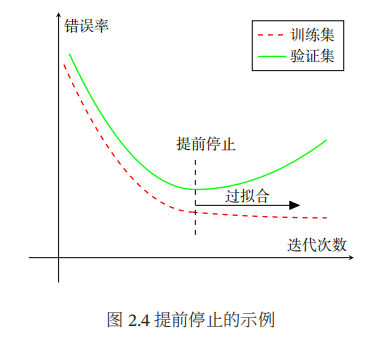 错误率
训练集
验证集
提前停止
过拟合
迭代次数
图 2.4 提前停止的示例